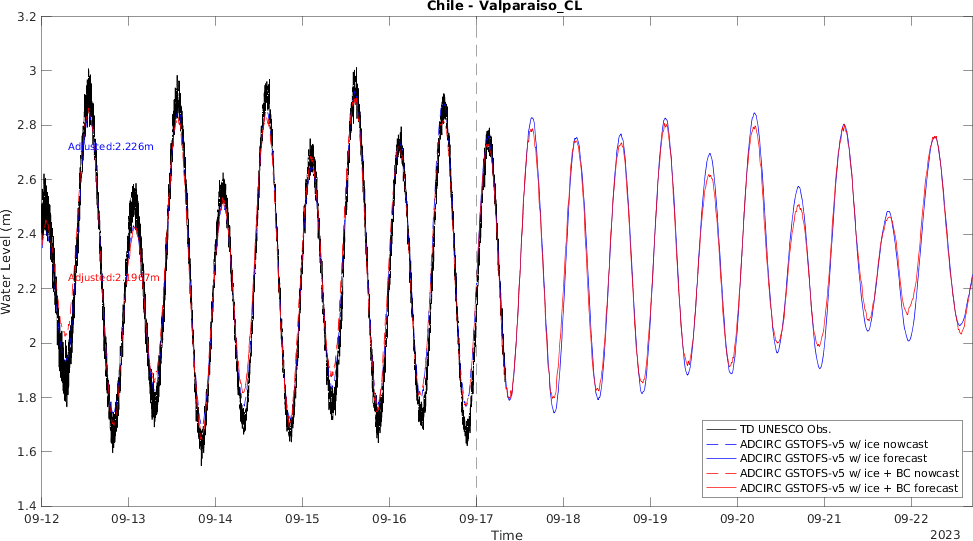 Chile - Valparaiso_CL
3.2
3
2.8
2.6
2.4
2.2
2
1.8
1.6
1.4
Water Level (m)
Adjusted:2.226m
Adjusted:2.1967m
TD UNESCO Obs.
ADCIRC GSTOFS-v5 w/ ice nowcast
ADCIRC GSTOFS-v5 w/ ice forecast
ADCIRC GSTOFS-v5 w/ ice + BC nowcast
ADCIRC GSTOFS-v5 w/ ice + BC forecast
09-12 09-13 09-14 09-15 09-16 09-17 09-18 09-19 09-20 09-21 09-22
Time
2023